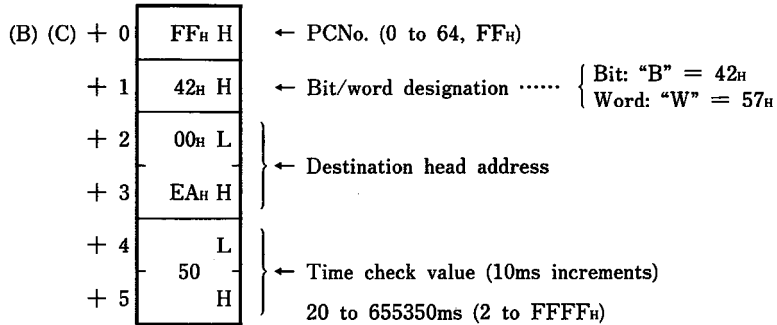 (B) (C) + 0 FFH H ← PCNo. (0 to 64, FFH)
+ 1 42H H ← Bit/word designation ······ Bit: “B” = 42H
Word: “W” = 57H
+ 2 00H L
← Destination head address
+ 3 EAH H
+ 4 L
50 ← Time check value (10ms increments)
+ 5 H 20 to 655350ms (2 to FFFFH)